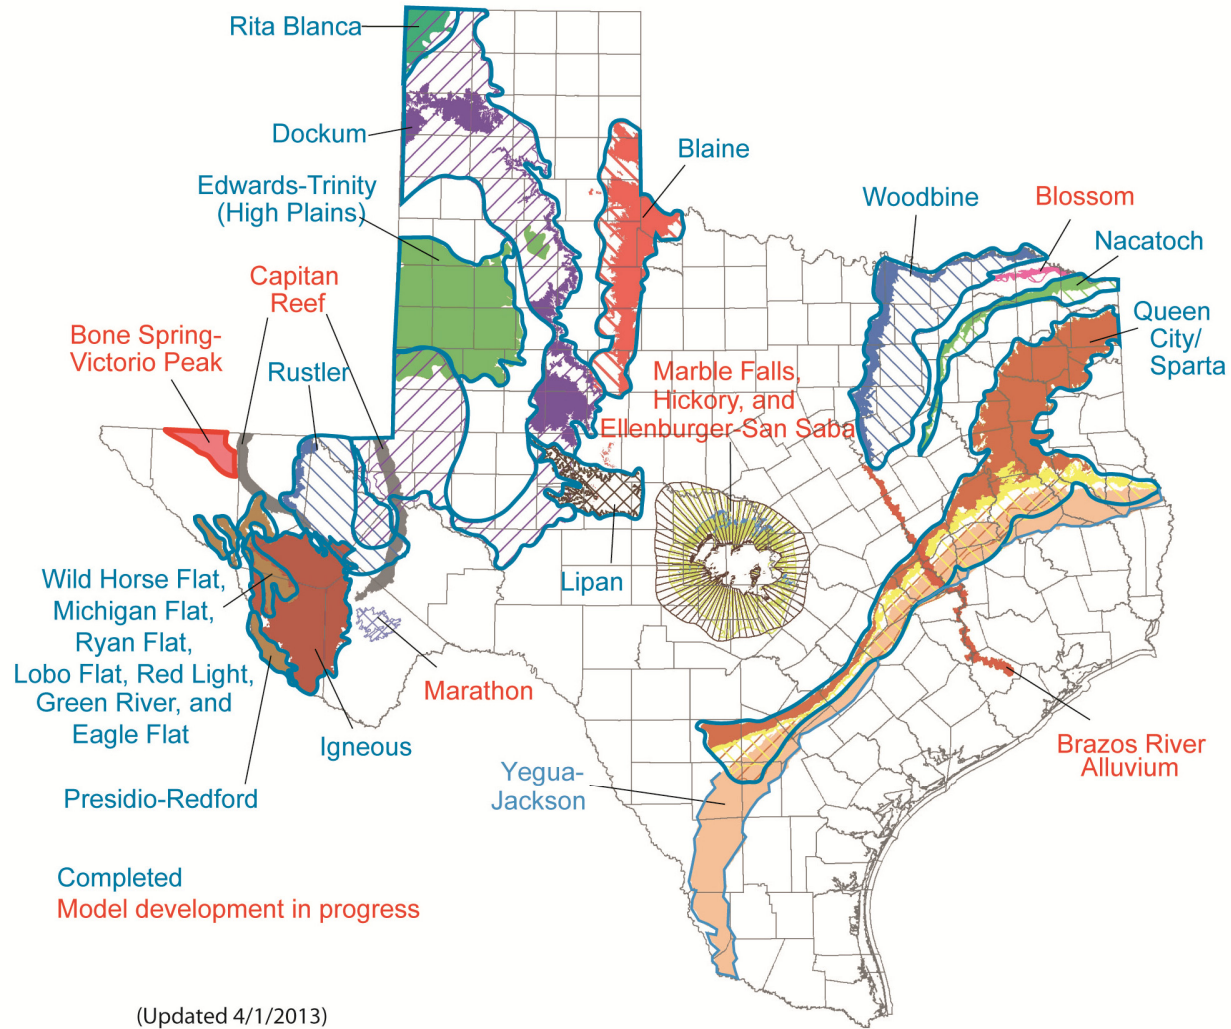 Rita Blanca
Dockum
Blaine
Edwards-Trinity
(High Plains)
Woodbine
Blossom
Nacatoch
Capitan
Reef
Queen
City/
Sparta
Bone Spring-
Victorio Peak
Rustler
Marble Falls,
Hickory, and
Ellenburger-San Saba
Lipan
Wild Horse Flat,
Michigan Flat,
Ryan Flat,
Lobo Flat, Red Light,
Green River, and
Eagle Flat
Marathon
Igneous
Brazos River
Alluvium
Yegua-
Jackson
Presidio-Redford
Completed
Model development in progress
(Updated 4/1/2013)